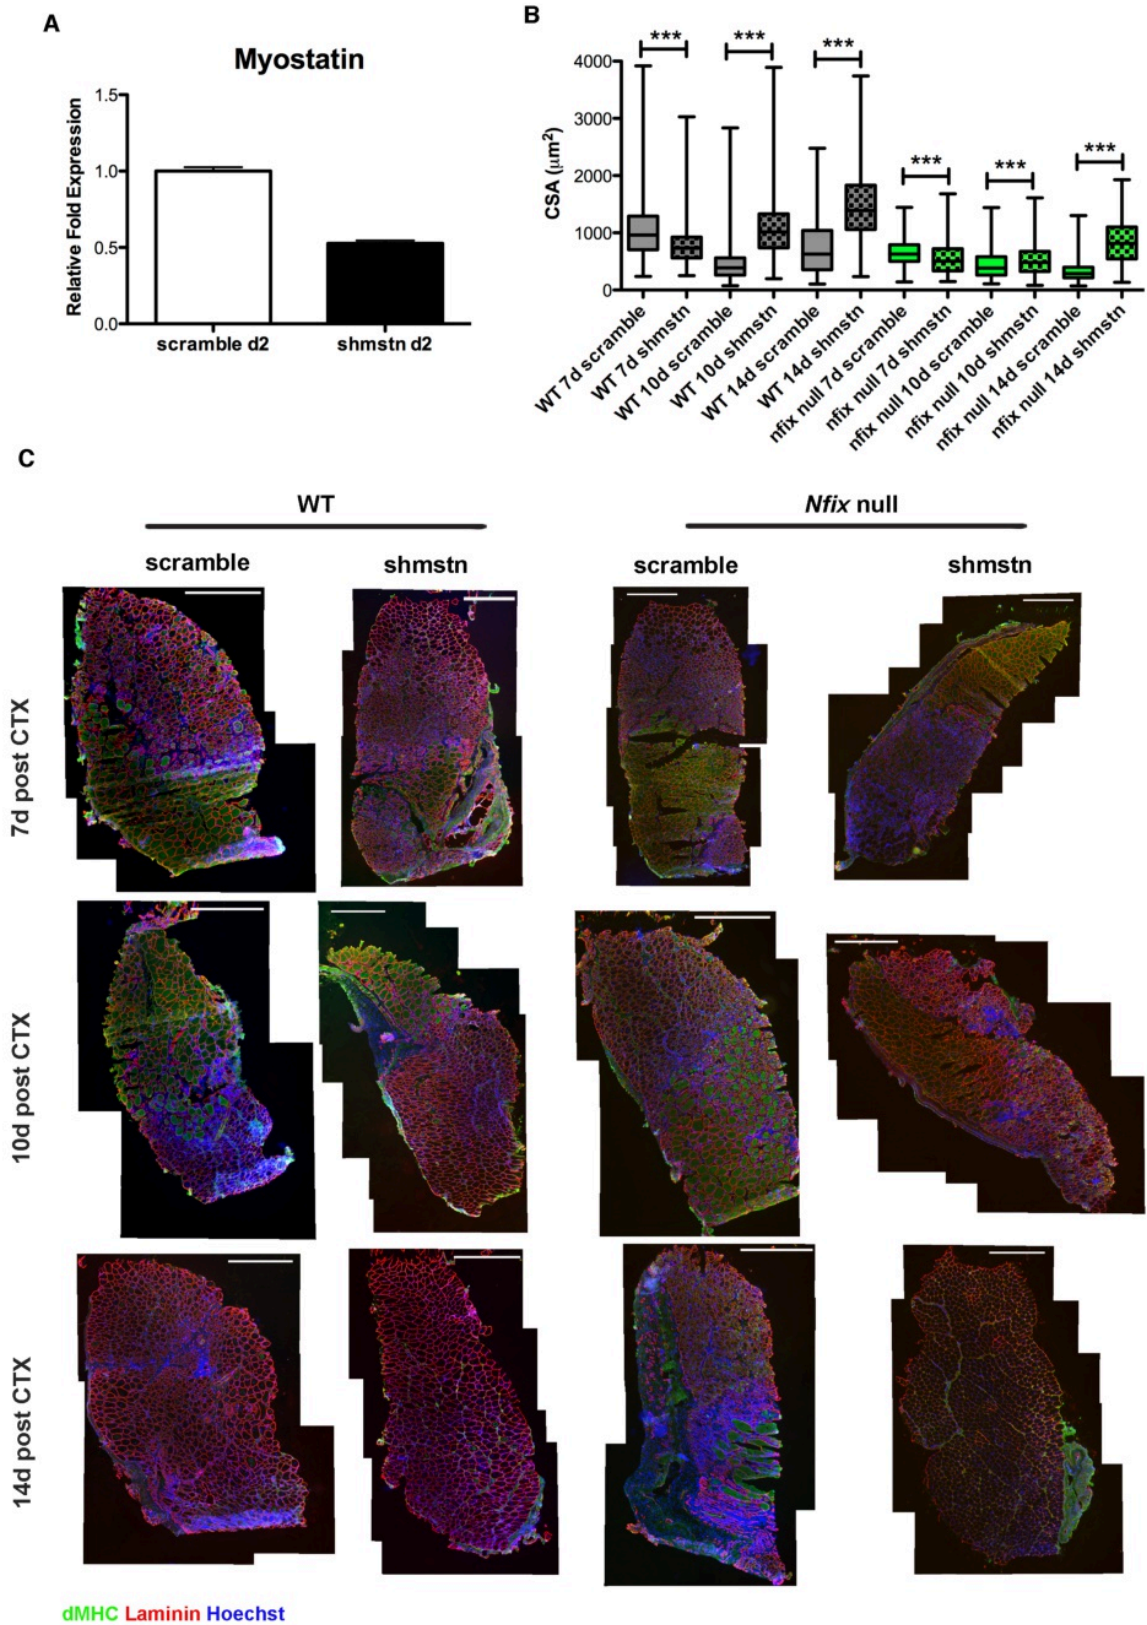 A
Myostatin
Relative Fold Expression
1.5
1.0
0.5
0.0
scramble d2
shmstn d2
B
CSA (µm²)
4000
3000
2000
1000
0
***
***
***
***
***
***
WT 7d scramble
WT 7d shmstn
WT 10d scramble
WT 10d shmstn
WT 14d scramble
WT 14d shmstn
nfix null 7d scramble
nfix null 7d shmstn
nfix null 10d scramble
nfix null 10d shmstn
nfix null 14d scramble
nfix null 14d shmstn
C
WT
Nfix null
scramble
shmstn
scramble
shmstn
7d post CTX
10d post CTX
14d post CTX
dMHC Laminin Hoechst